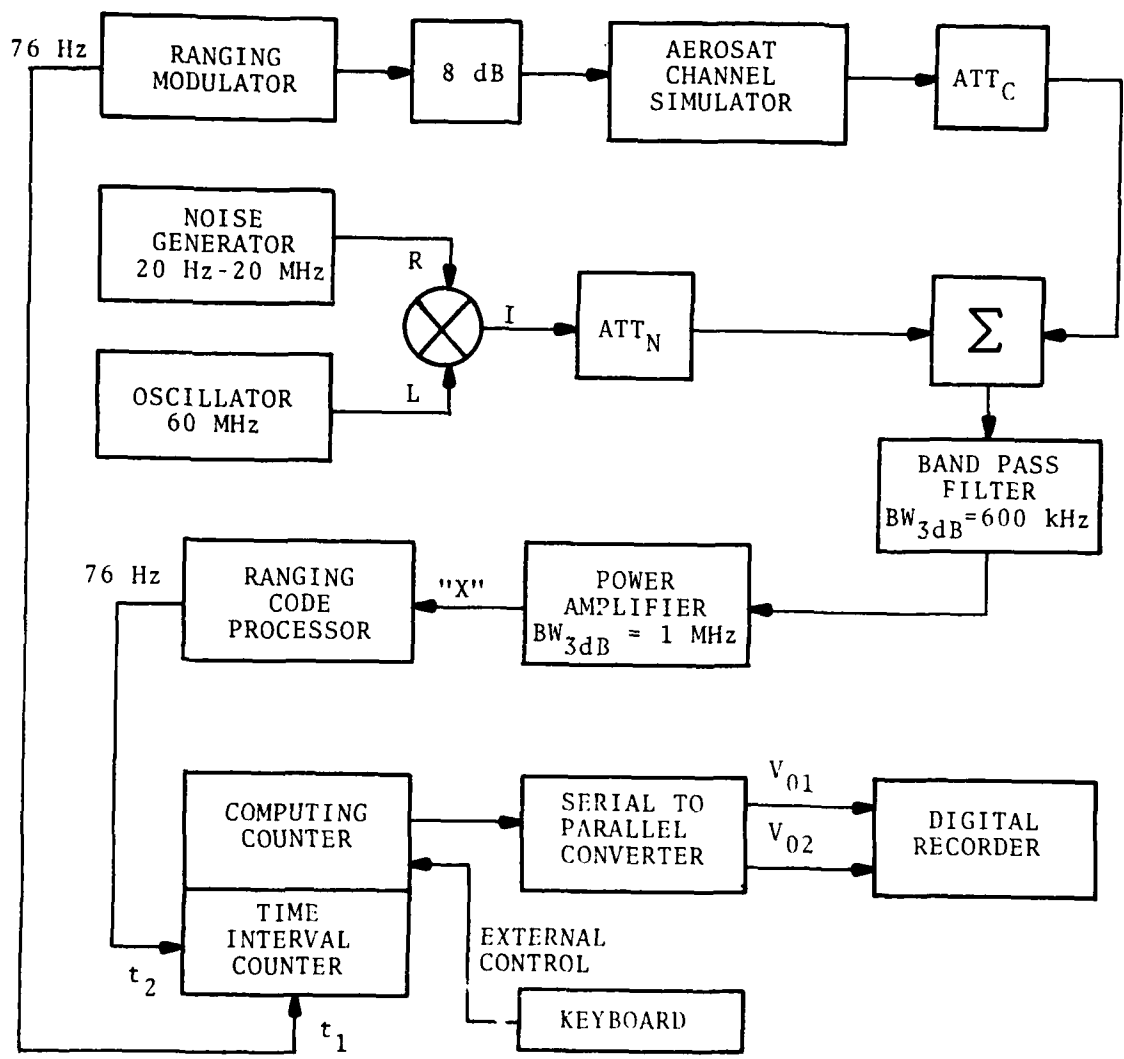 76 Hz
RANGING
MODULATOR
8 dB
AEROSAT
CHANNEL
SIMULATOR
ATT_C
NOISE
GENERATOR
20 Hz-20 MHz
R
I
ATT_N
Σ
L
OSCILLATOR
60 MHz
BAND PASS
FILTER
BW_3dB=600 kHz
76 Hz
RANGING
CODE
PROCESSOR
"X"
POWER
AMPLIFIER
BW_3dB = 1 MHz
COMPUTING
COUNTER
SERIAL TO
PARALLEL
CONVERTER
V_01
V_02
DIGITAL
RECORDER
TIME
INTERVAL
COUNTER
t_2
t_1
EXTERNAL
CONTROL
KEYBOARD